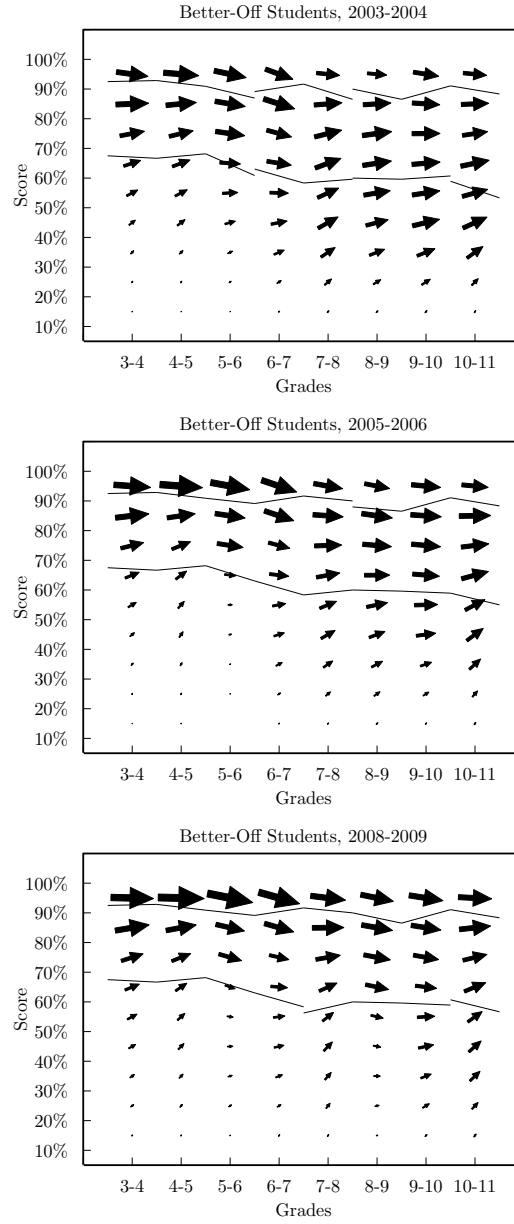 Better-Off Students, 2003-2004
100%
90%
80%
70%
60%
50%
40%
30%
20%
10%
Score
3-4 4-5 5-6 6-7 7-8 8-9 9-10 10-11
Grades
Better-Off Students, 2005-2006
100%
90%
80%
70%
60%
50%
40%
30%
20%
10%
Score
3-4 4-5 5-6 6-7 7-8 8-9 9-10 10-11
Grades
Better-Off Students, 2008-2009
100%
90%
80%
70%
60%
50%
40%
30%
20%
10%
Score
3-4 4-5 5-6 6-7 7-8 8-9 9-10 10-11
Grades